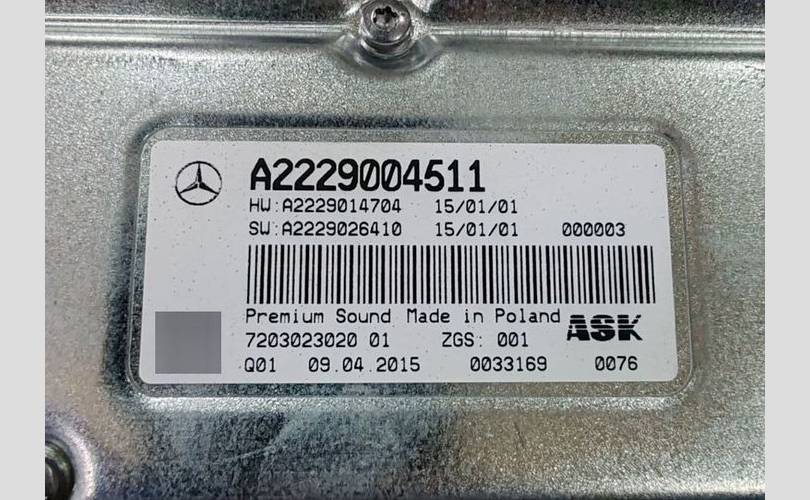 A2229004511
HW:A2229014704 15/01/01
SW:A2229026410 15/01/01 000003
Premium Sound Made in Poland
ASK
7203023020 01 ZGS: 001
Q01 09.04.2015 0033169 0076